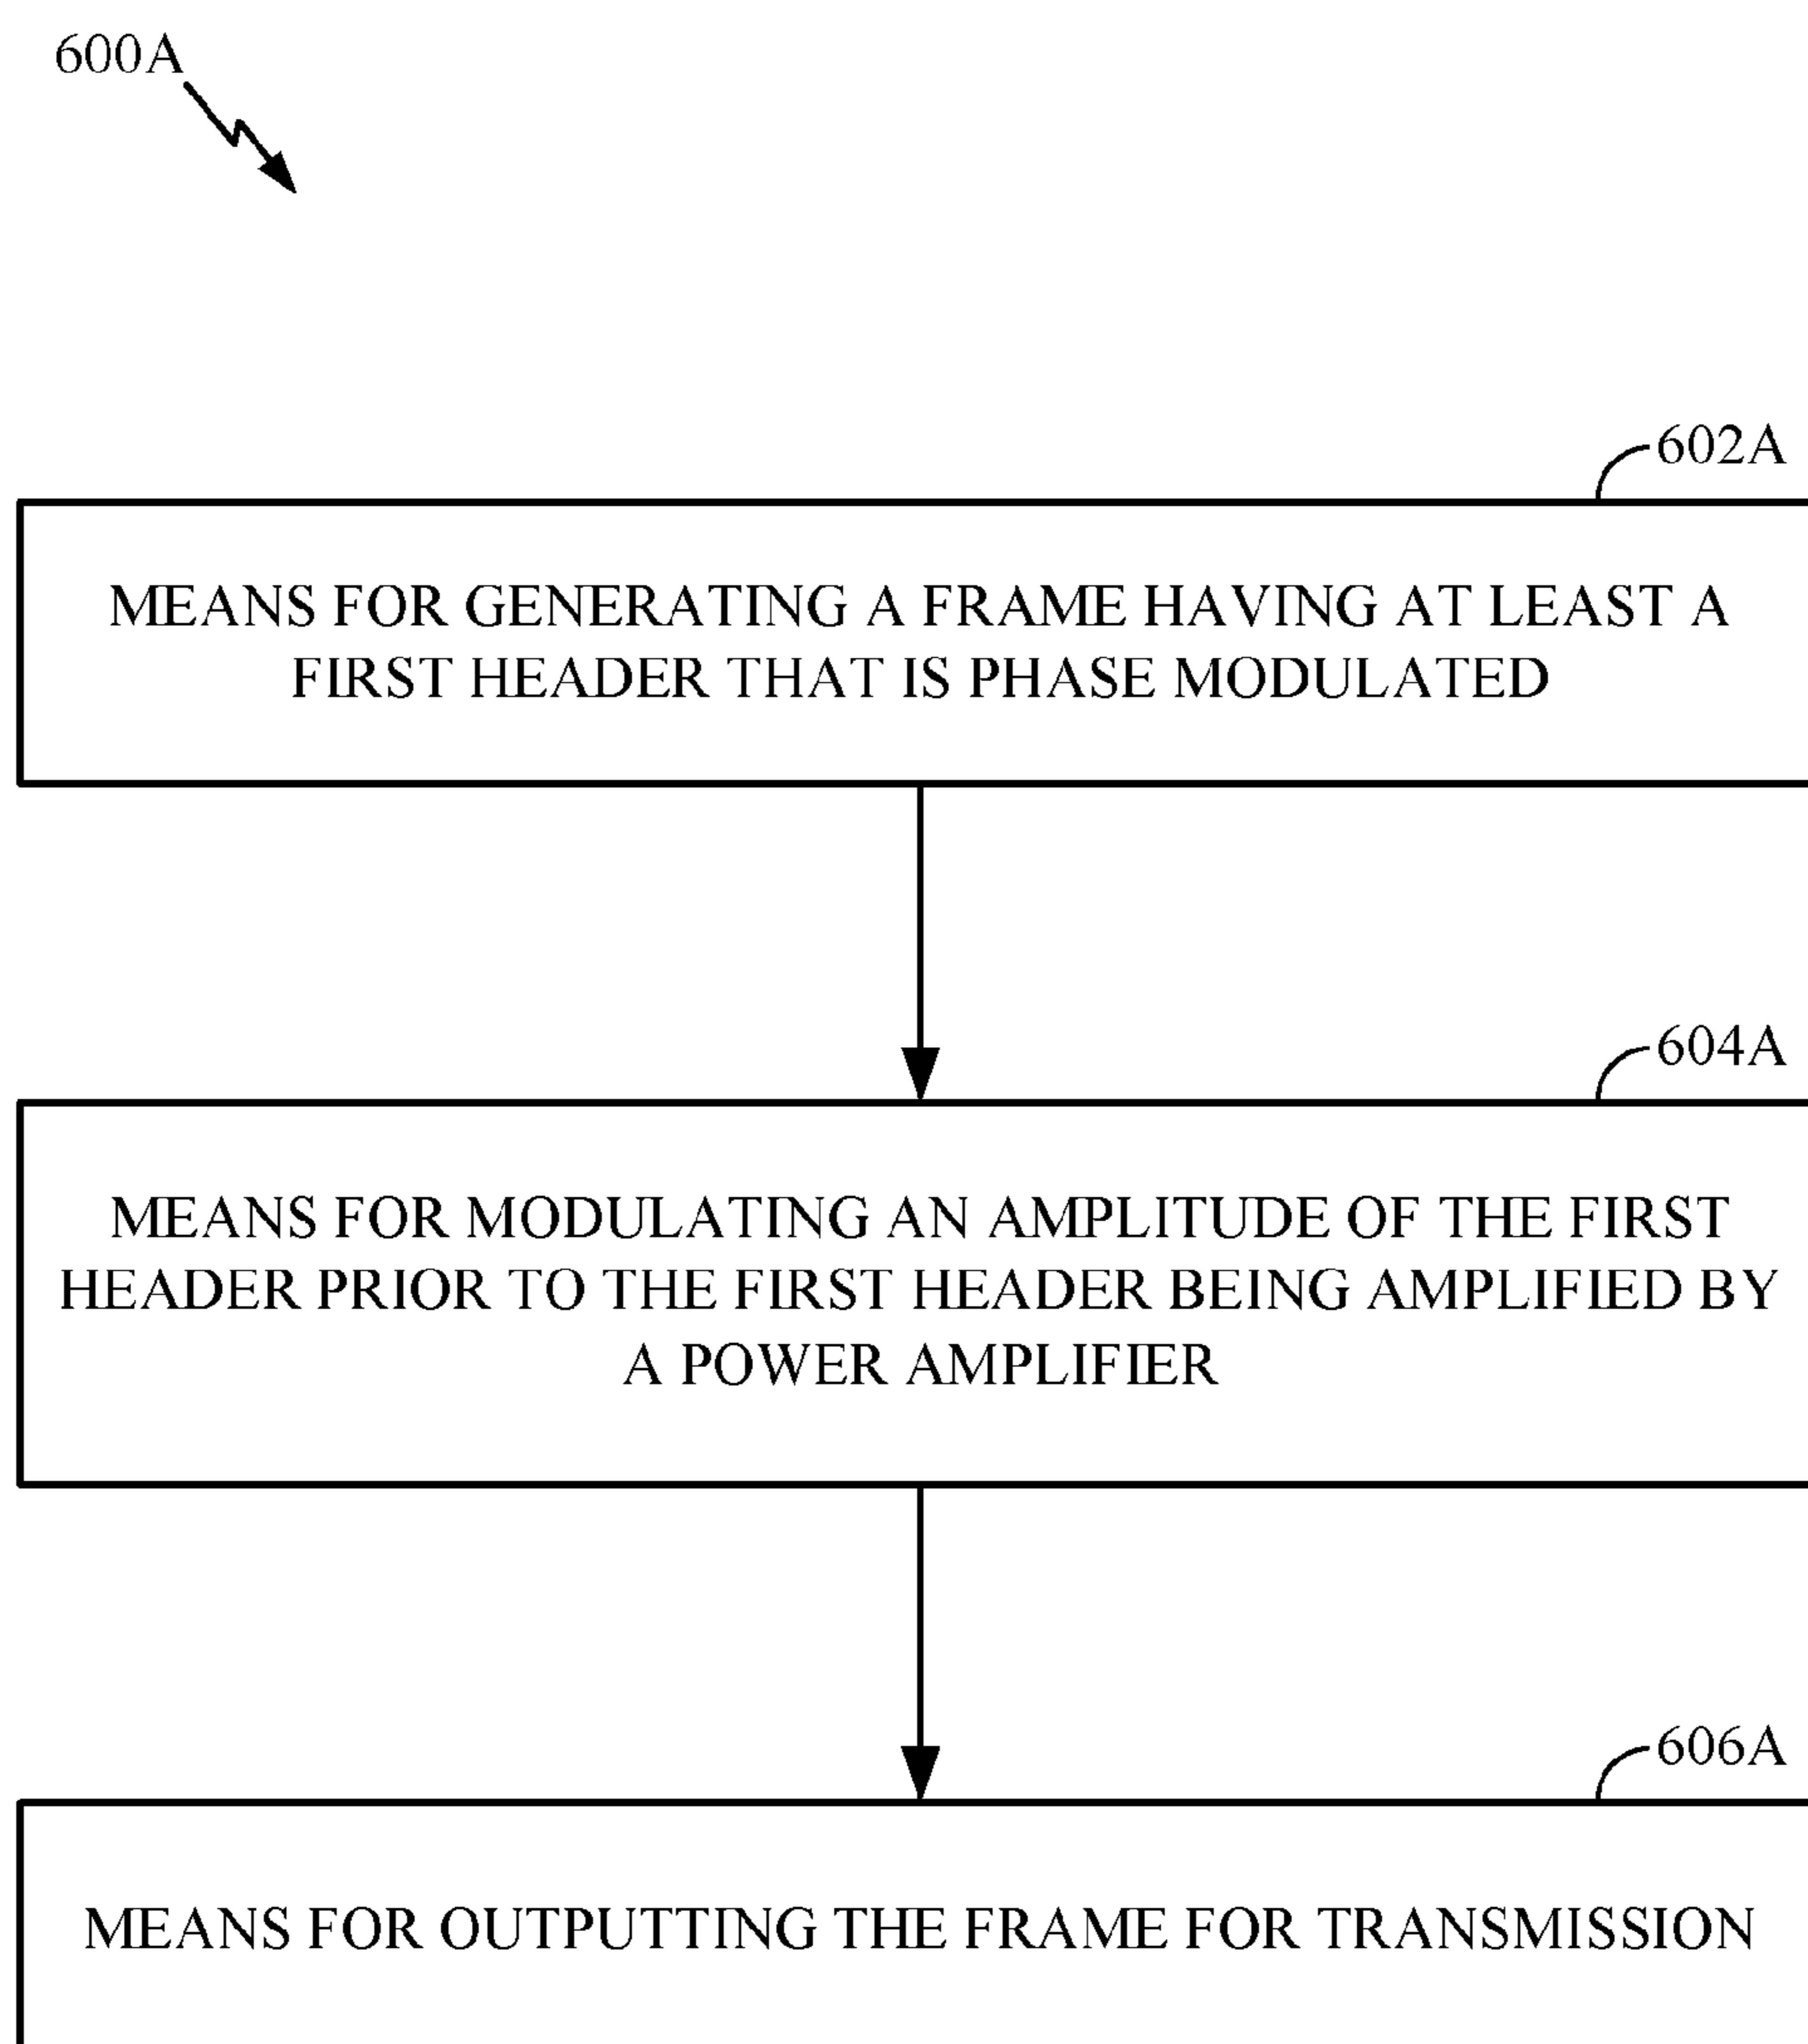 600A
602A
MEANS FOR GENERATING A FRAME HAVING AT LEAST A
FIRST HEADER THAT IS PHASE MODULATED
604A
MEANS FOR MODULATING AN AMPLITUDE OF THE FIRST
HEADER PRIOR TO THE FIRST HEADER BEING AMPLIFIED BY
A POWER AMPLIFIER
606A
MEANS FOR OUTPUTTING THE FRAME FOR TRANSMISSION